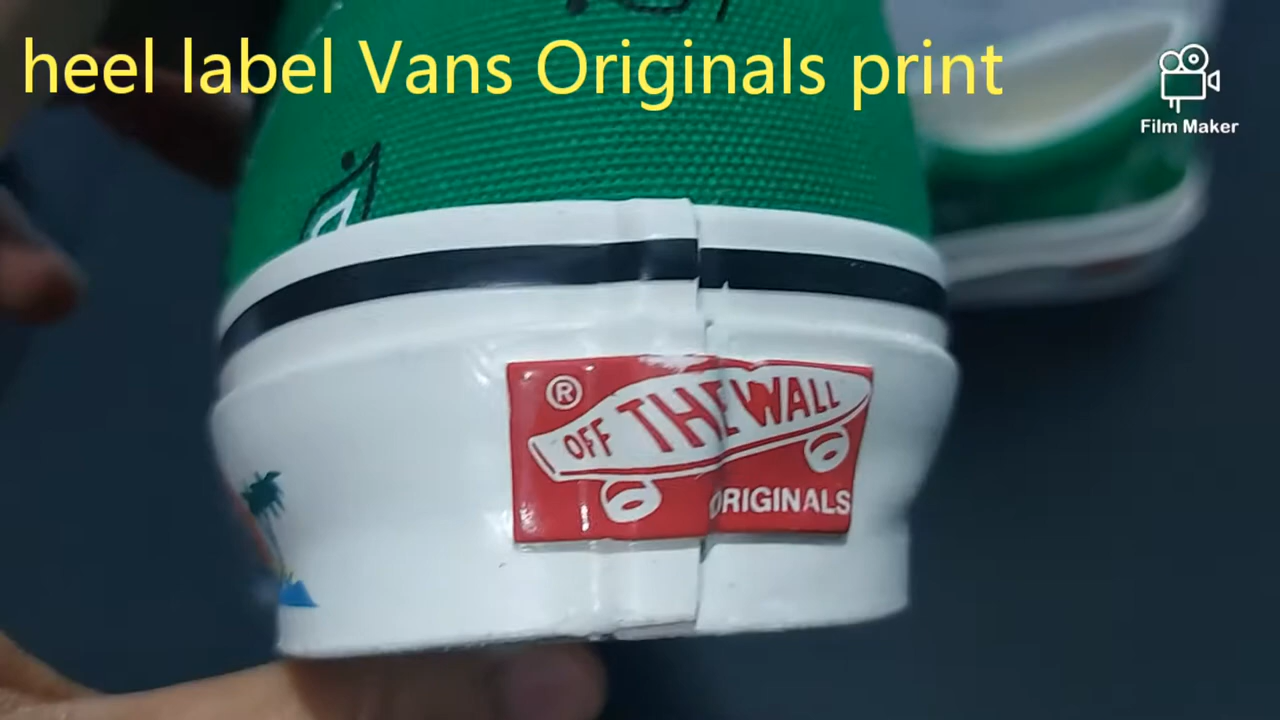 heel label Vans Originals print
Film Maker
®
OFF THE WALL
ORIGINALS